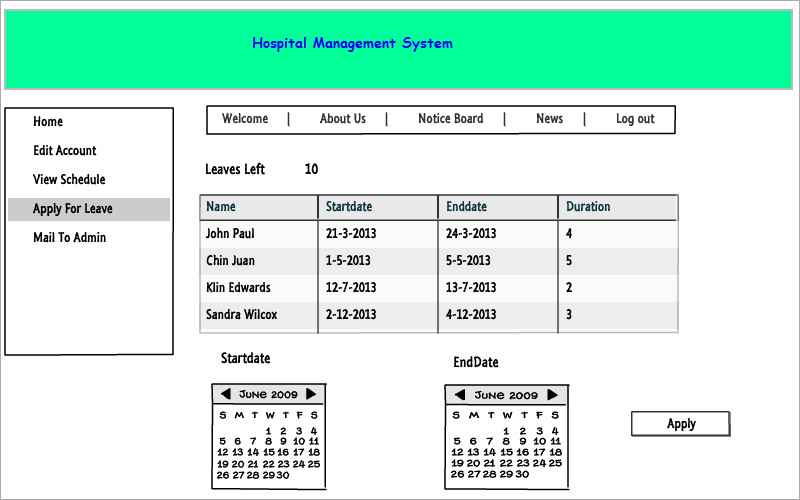 Hospital Management System
Home
Edit Account
View Schedule
Apply For Leave
Mail To Admin
Welcome | About Us | Notice Board | News | Log out
Leaves Left 10
Name Startdate Enddate Duration
John Paul 21-3-2013 24-3-2013 4
Chin Juan 1-5-2013 5-5-2013 5
Klin Edwards 12-7-2013 13-7-2013 2
Sandra Wilcox 2-12-2013 4-12-2013 3
Startdate
June 2009
S M T W T F S
1 2 3 4
5 6 7 8 9 10 11
12 13 14 15 16 17 18
19 20 21 22 23 24 25
26 27 28 29 30
EndDate
June 2009
S M T W T F S
1 2 3 4
5 6 7 8 9 10 11
12 13 14 15 16 17 18
19 20 21 22 23 24 25
26 27 28 29 30
Apply